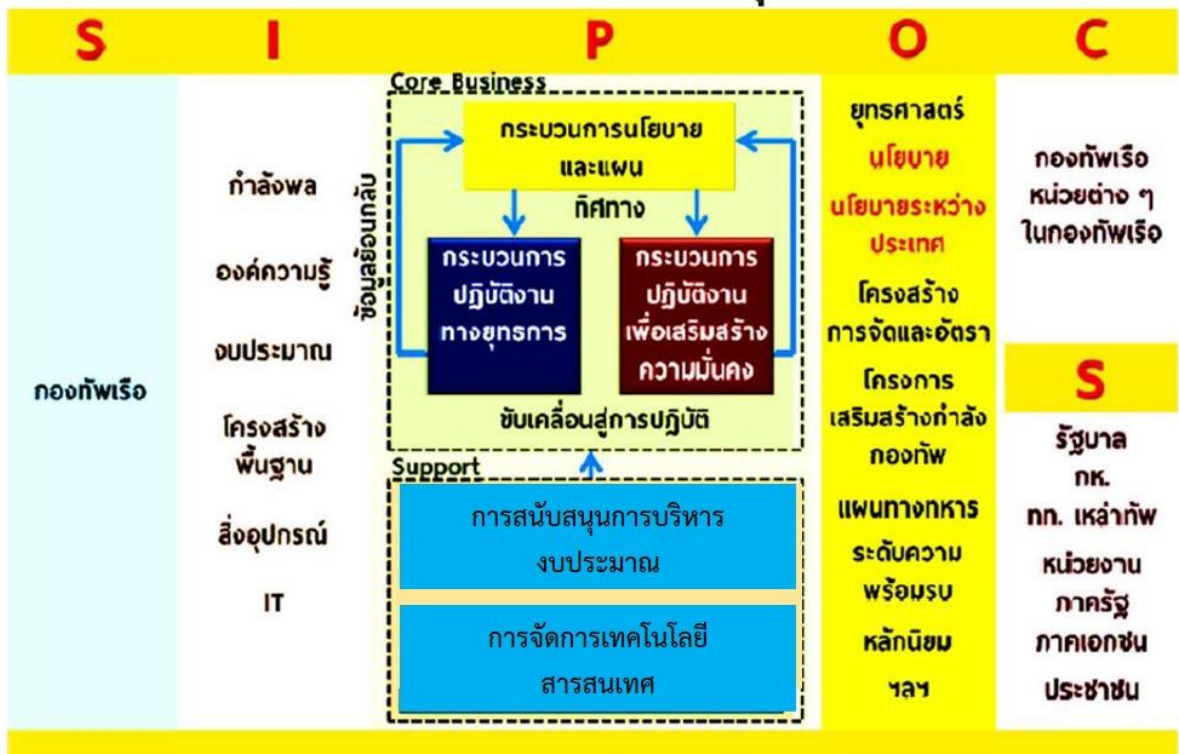 S
I
P
O
C
กองทัพเรือ
กำลังพล
องค์ความรู้
งบประมาณ
โครงสร้าง
พื้นฐาน
สิ่งอุปกรณ์
IT
Core Business
กระบวนการนโยบาย
และแผน
ทิศทาง
ข้อมูลย้อนกลับ
กระบวนการ
ปฏิบัติงาน
ทางยุทธการ
กระบวนการ
ปฏิบัติงาน
เพื่อเสริมสร้าง
ความมั่นคง
ขับเคลื่อนสู่การปฏิบัติ
Support
การสนับสนุนการบริหาร
งบประมาณ
การจัดการเทคโนโลยี
สารสนเทศ
ยุทธศาสตร์
นโยบาย
นโยบายระหว่าง
ประเทศ
โครงสร้าง
การจัดและอัตรา
โครงการ
เสริมสร้างกำลัง
กองทัพ
แผนทางทหาร
ระดับความ
พร้อมรบ
หลักนิยม
ฯลฯ
กองทัพเรือ
หน่วยต่าง ๆ
ในกองทัพเรือ
S
รัฐบาล
กห.
ทท. เหล่าทัพ
หน่วยงาน
ภาครัฐ
ภาคเอกชน
ประชาชน